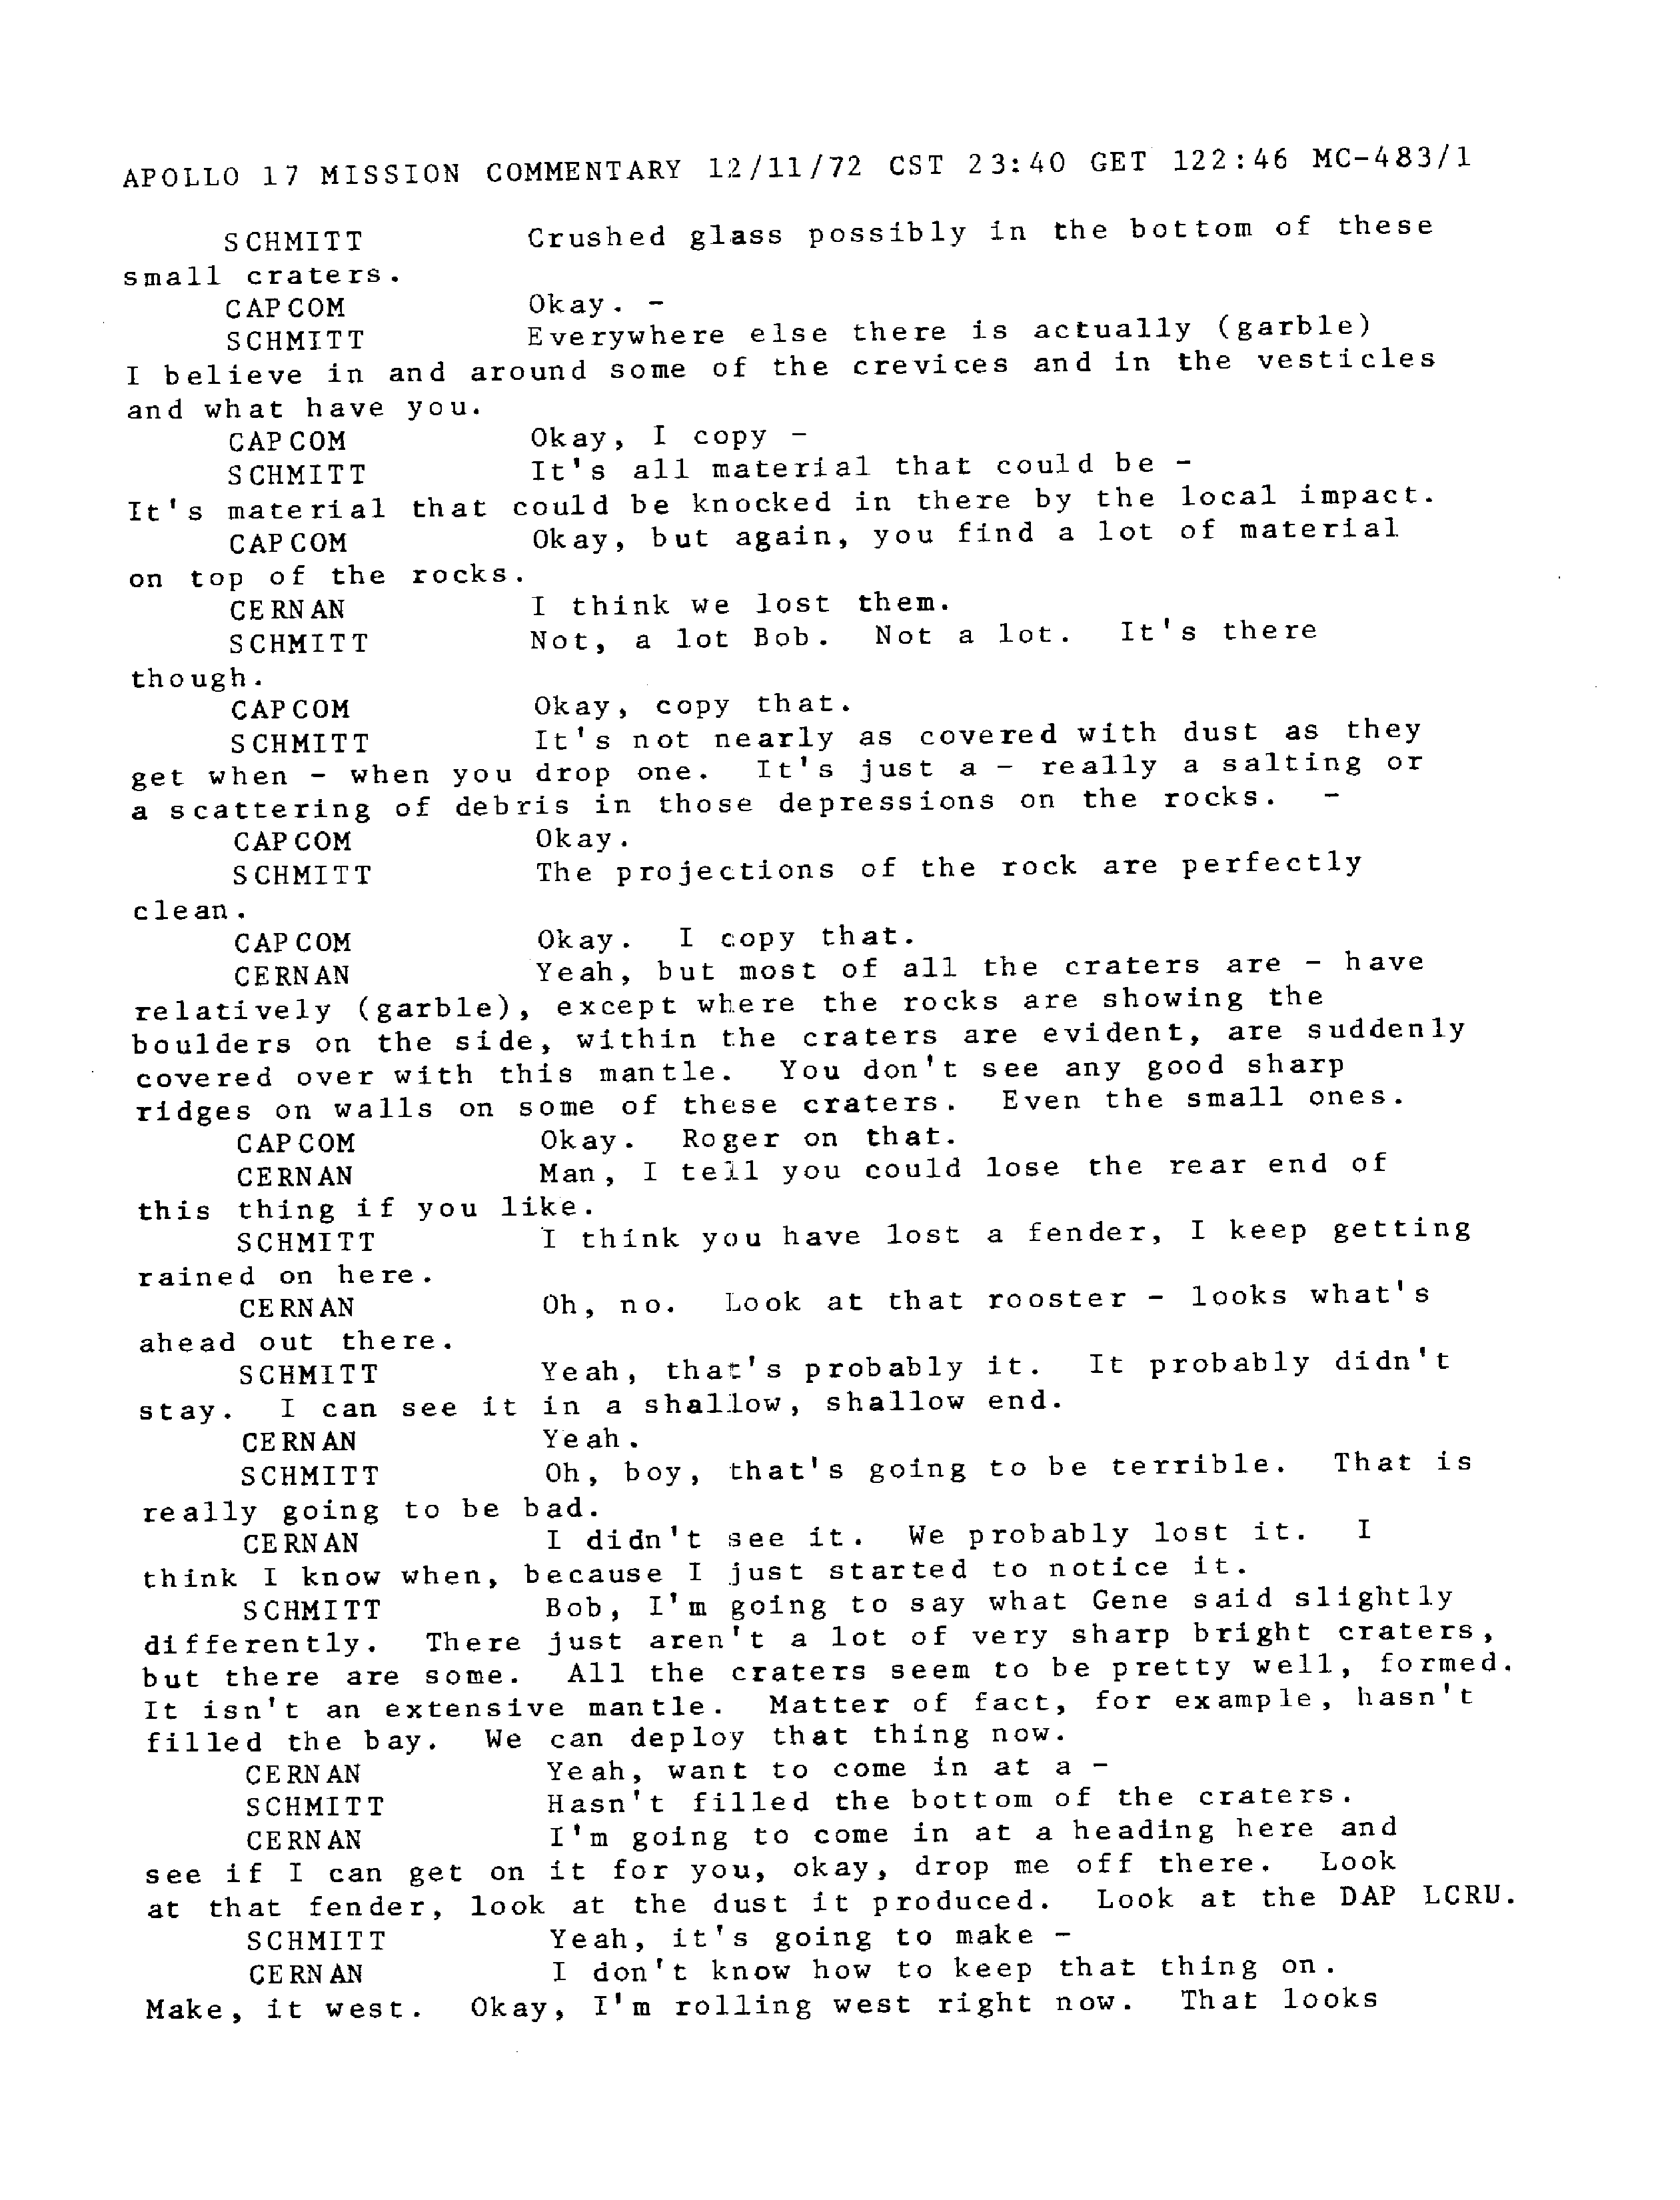 APOLLO 17 MISSION COMMENTARY 12/11/72 CST 23:40 GET 122:46 MC-483/1
SCHMITT Crushed glass possibly in the bottom of these
small craters.
CAPCOM Okay. -
SCHMITT Everywhere else there is actually (garble)
I believe in and around some of the crevices and in the vesticles
and what have you.
CAPCOM Okay, I copy -
SCHMITT It's all material that could be -
It's material that could be knocked in there by the local impact.
CAPCOM Okay, but again, you find a lot of material
on top of the rocks.
CERNAN I think we lost them.
SCHMITT Not, a lot Bob. Not a lot. It's there
though.
CAPCOM Okay, copy that.
SCHMITT It's not nearly as covered with dust as they
get when - when you drop one. It's just a - really a salting or
a scattering of debris in those depressions on the rocks. -
CAPCOM Okay.
SCHMITT The projections of the rock are perfectly
clean.
CAPCOM Okay. I copy that.
CERNAN Yeah, but most of all the craters are - have
relatively (garble), except where the rocks are showing the
boulders on the side, within the craters are evident, are suddenly
covered over with this mantle. You don't see any good sharp
ridges on walls on some of these craters. Even the small ones.
CAPCOM Okay. Roger on that.
CERNAN Man, I tell you could lose the rear end of
this thing if you like.
SCHMITT I think you have lost a fender, I keep getting
rained on here.
CERNAN Oh, no. Look at that rooster - looks what's
ahead out there.
SCHMITT Yeah, that's probably it. It probably didn't
stay. I can see it in a shallow, shallow end.
CERNAN Yeah.
SCHMITT Oh, boy, that's going to be terrible. That is
really going to be bad.
CERNAN I didn't see it. We probably lost it. I
think I know when, because I just started to notice it.
SCHMITT Bob, I'm going to say what Gene said slightly
differently. There just aren't a lot of very sharp bright craters,
but there are some. All the craters seem to be pretty well, formed.
It isn't an extensive mantle. Matter of fact, for example, hasn't
filled the bay. We can deploy that thing now.
CERNAN Yeah, want to come in at a -
SCHMITT Hasn't filled the bottom of the craters.
CERNAN I'm going to come in at a heading here and
see if I can get on it for you, okay, drop me off there. Look
at that fender, look at the dust it produced. Look at the DAP LCRU.
SCHMITT Yeah, it's going to make -
CERNAN I don't know how to keep that thing on.
Make, it west. Okay, I'm rolling west right now. That looks